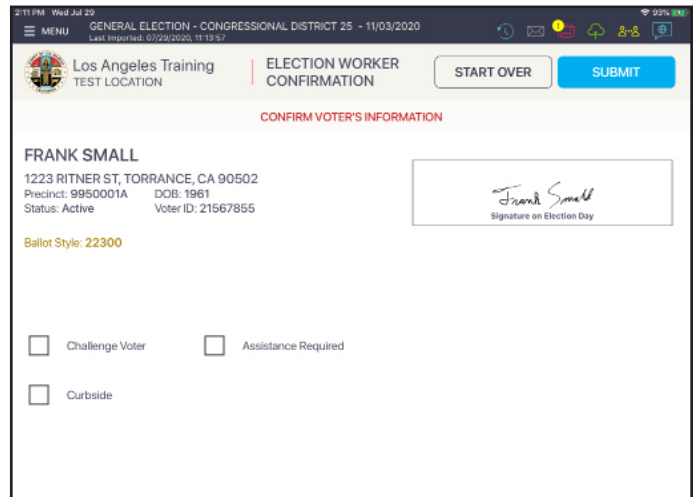 2:11 PM Wed Jul 29
93%
MENU
GENERAL ELECTION - CONGRESSIONAL DISTRICT 25 - 11/03/2020
Last Imported: 07/29/2020, 11:13:57
Los Angeles Training
TEST LOCATION
ELECTION WORKER
CONFIRMATION
START OVER
SUBMIT
CONFIRM VOTER'S INFORMATION
FRANK SMALL
1223 RITNER ST, TORRANCE, CA 90502
Precinct: 9950001A DOB: 1961
Status: Active Voter ID: 21567855
Frank Small
Signature on Election Day
Ballot Style: 22300
Challenge Voter
Assistance Required
Curbside